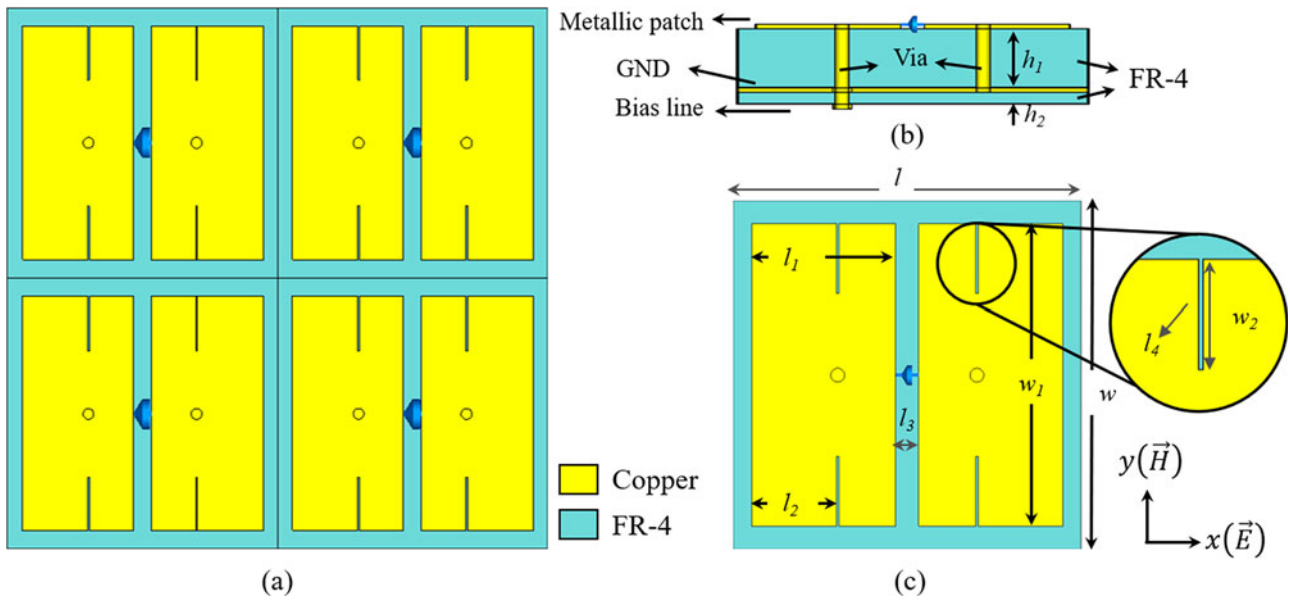 Metallic patch
GND
Bias line
Via
h₁
FR-4
h₂
(b)
l
l₁
w₁
l₃
l₂
w
l₄
w₂
y(H⃗)
x(E⃗)
Copper
FR-4
(a)
(c)